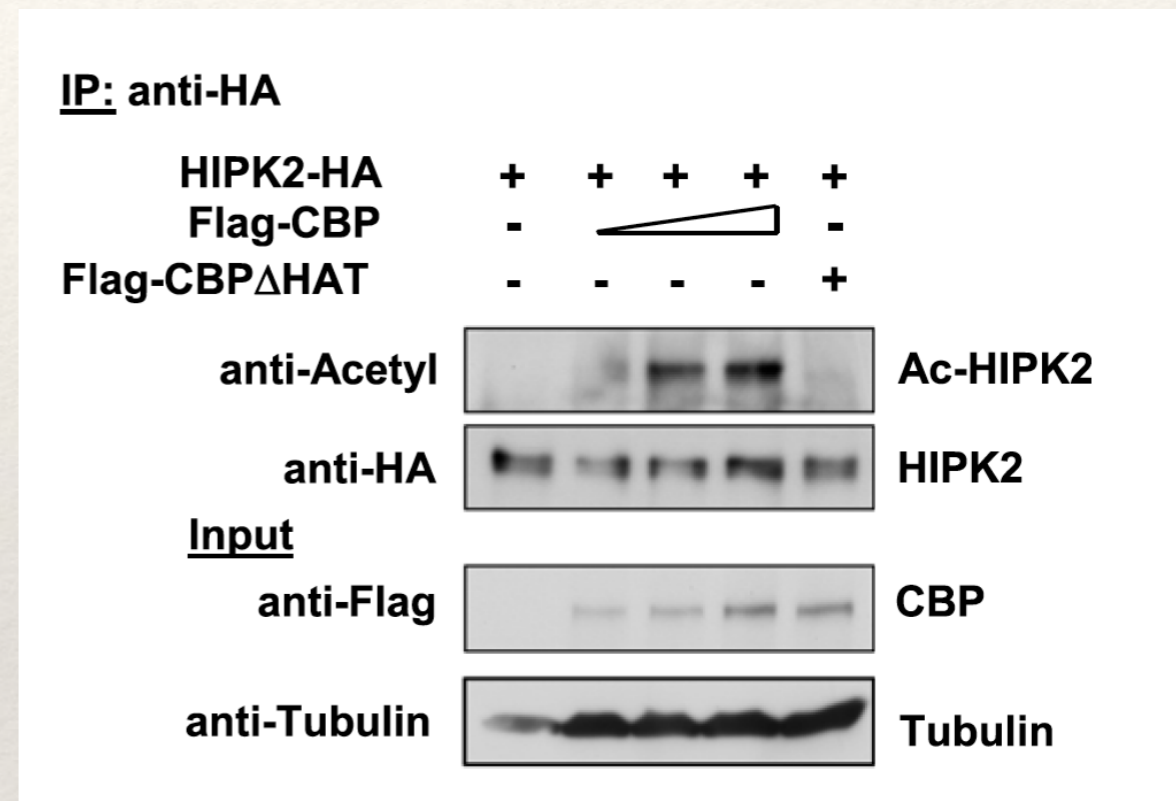 IP: anti-HA
HIPK2-HA + + + + +
Flag-CBP - -
Flag-CBPΔHAT - - - - +
anti-Acetyl Ac-HIPK2
anti-HA HIPK2
Input
anti-Flag CBP
anti-Tubulin Tubulin